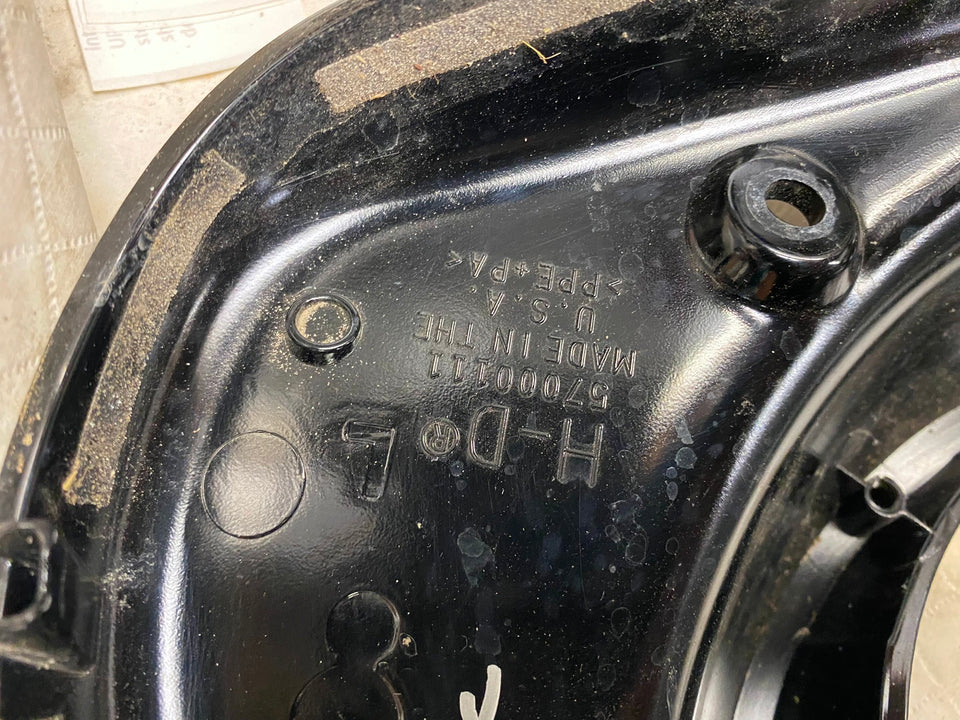 H-D® L
57000111
MADE IN THE
U.S.A.
>PPE+PA<